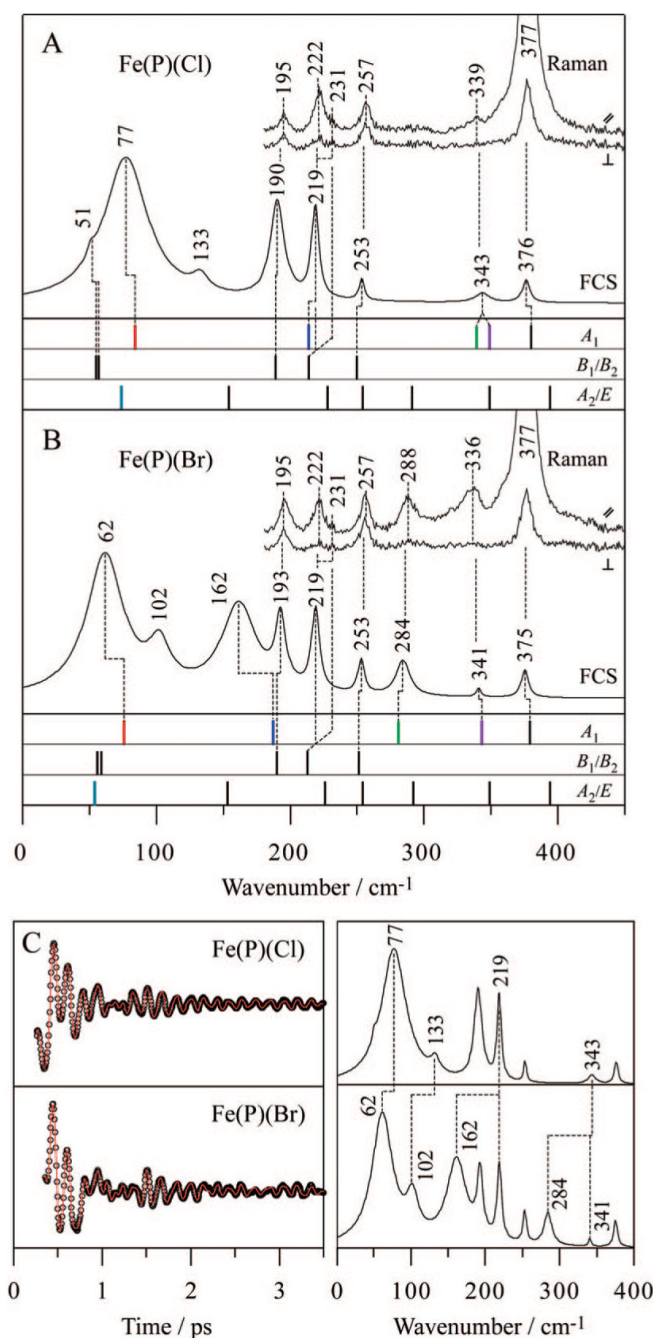 A
Fe(P)(Cl)
195
222
231
257
339
377
Raman
//
⊥
51
77
133
190
219
253
343
376
FCS
A1
B1/B2
A2/E
B
Fe(P)(Br)
195
222
231
257
288
336
377
Raman
//
⊥
62
102
162
193
219
253
284
341
375
FCS
A1
B1/B2
A2/E
0 100 200 300 400
Wavenumber / cm-1
C
Fe(P)(Cl)
77
133
219
343
Fe(P)(Br)
62
102
162
284
341
0 1 2 3
0 100 200 300 400
Time / ps
Wavenumber / cm-1